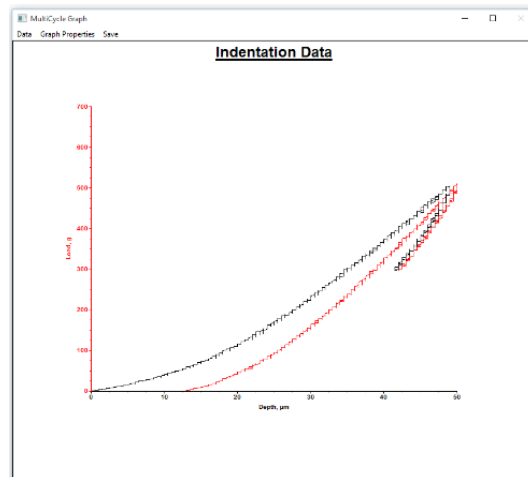 MultiCycle Graph
Data Graph Properties Save
Indentation Data
700
600
500
400
300
200
100
0
Load, g
0 10 20 30 40 50
Depth, µm